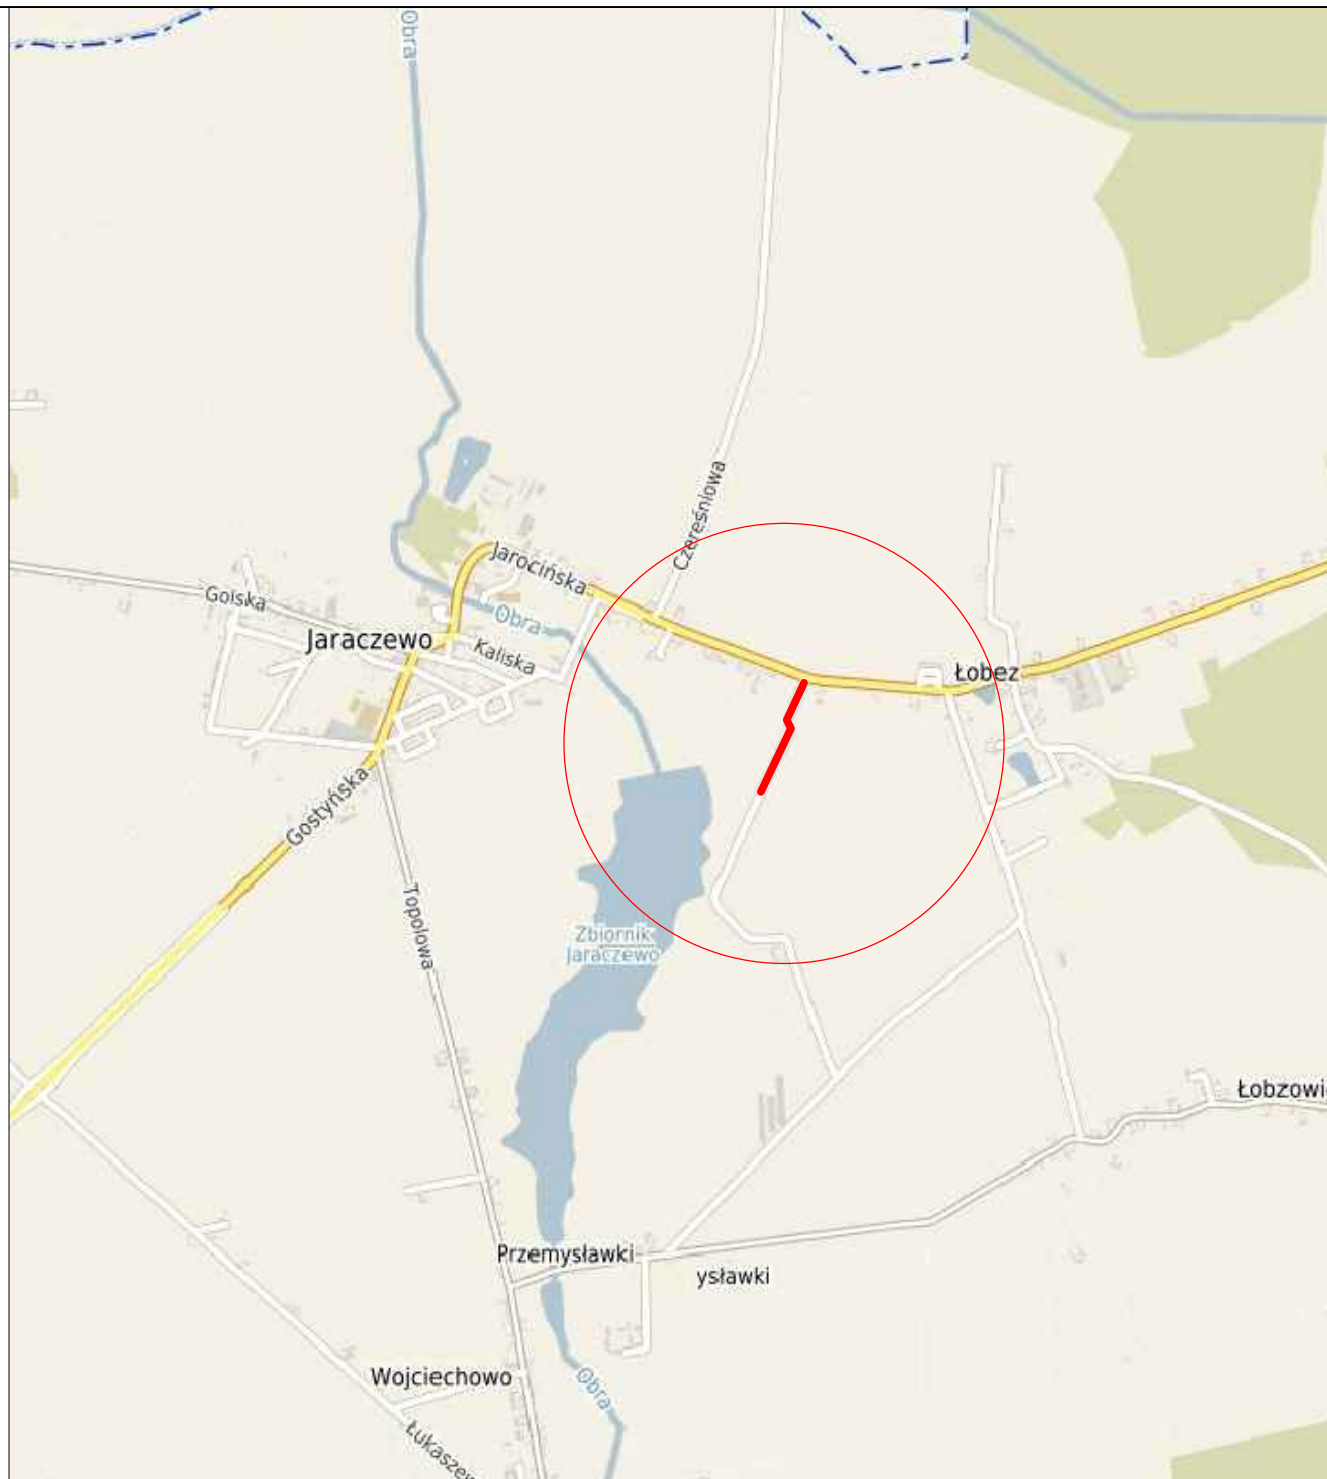 Obra
Czereśniowa
Jarocińska
Golska
Obra
Jaraczewo
Kaliska
Łobez
Gostyńska
Topolowa
Zbiornik
Jaraczewo
Łobzowi
Przemysławki
ysławki
Wojciechowo
Obra
Łukaszew